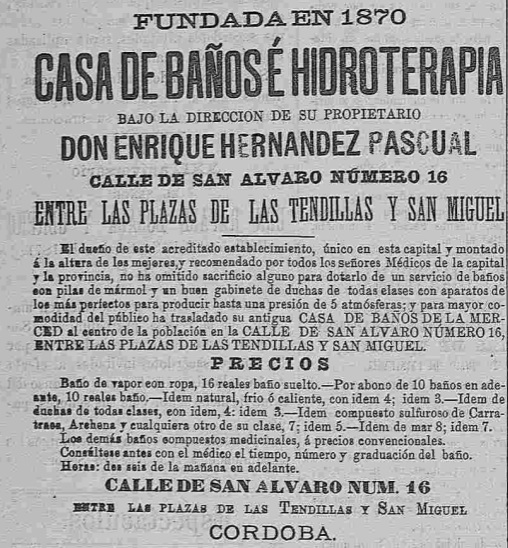 FUNDADA EN 1870
CASA DE BAÑOS É HIDROTERAPIA
BAJO LA DIRECCION DE SU PROPIETARIO
DON ENRIQUE HERNANDEZ PASCUAL
CALLE DE SAN ALVARO NÚMERO 16
ENTRE LAS PLAZAS DE LAS TENDILLAS Y SAN MIGUEL
El dueño de este acreditado establecimiento, único en esta capital y montado
á la altura de los mejeres, y recomendado por todos los señores Médicos de la capital
y la provincia, no ha omitido sacrificio alguno para dotarlo de un servicio de baños
con pilas de mármol y un buen gabinete de duchas de todas clases con aparatos de
los más perfectos para producir hasta una presión de 5 atmósferas; y para mayor co-
modidad del público ha trasladado su antigua CASA DE BAÑOS DE LA MER-
CED al centro de la población en la CALLE DE SAN ALVARO NÚMERO 16,
ENTRE LAS PLAZAS DE LAS TENDILLAS Y SAN MIGUEL.
PRECIOS
Baño de vapor con ropa, 16 reales baño suelto.—Por abono de 10 baños en ade-
ante, 10 reales baño.—Idem natural, frio ó caliente, con idem 4; idem 3.—Idem de
duchas de todas clases, con idem, 4: idem 3.—Idem compuesto sulfuroso de Carra-
traca, Archena y cualquiera otro de su clase, 7; idem 5.—Idem de mar 8; idem 7.
Los demás baños compuestos medicinales, á precios convencionales.
Consúltese antes con el médico el tiempo, número y graduación del baño.
Horas: des seis de la mañana en adelante.
CALLE DE SAN ALVARO NUM. 16
ENTRE LAS PLAZAS DE LAS TENDILLAS Y SAN MIGUEL
CORDOBA.